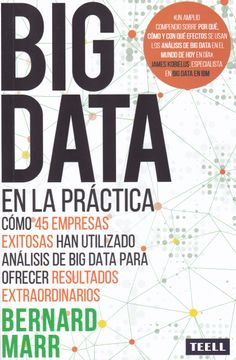 BIG
DATA
«UN AMPLIO
COMPENDIO SOBRE POR QUÉ,
CÓMO Y CON QUÉ EFECTOS SE USAN
LOS ANÁLISIS DE BIG DATA EN EL
MUNDO DE HOY EN DÍA»
JAMES KOBIELUS, ESPECIALISTA
EN BIG DATA EN IBM
EN LA PRÁCTICA
CÓMO 45 EMPRESAS
EXITOSAS HAN UTILIZADO
ANÁLISIS DE BIG DATA PARA
OFRECER RESULTADOS
EXTRAORDINARIOS
BERNARD
MARR
TEELL